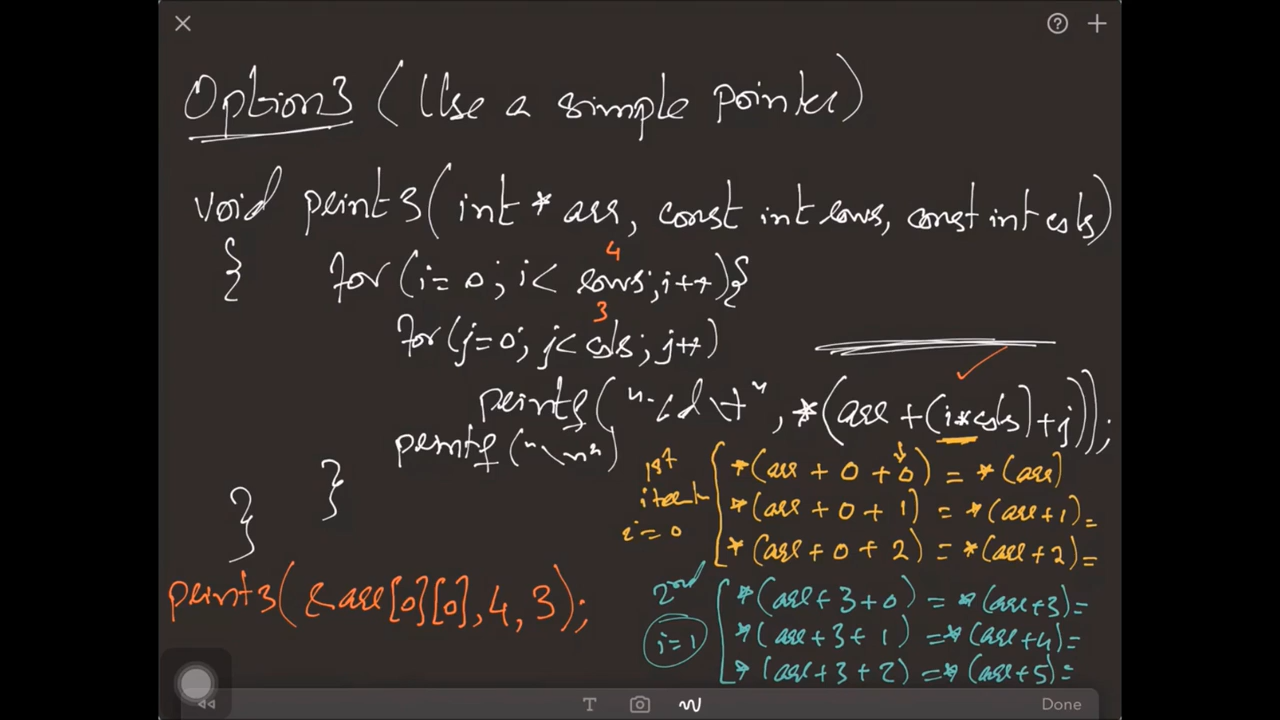 Option3 (Use a simple pointer)
void print3(int * arr, const int rows, const int cols)
{ for (i=0; i< rows; i++){
4
for (j=0; j< cols; j++)
3
printf("%d\t", *(arr + (i*cols)+j));
printf("\n")
}
}
print3(&arr[0][0], 4, 3);
1st
i=0
*(arr + 0 + 0) = *(arr)
*(arr + 0 + 1) = *(arr+1)=
*(arr + 0 + 2) = *(arr+2)=
2nd
i=1
*(arr+3+0) = *(arr+3)=
*(arr+3+1) = *(arr+4)=
*(arr+3+2) = *(arr+5)=
T
Done